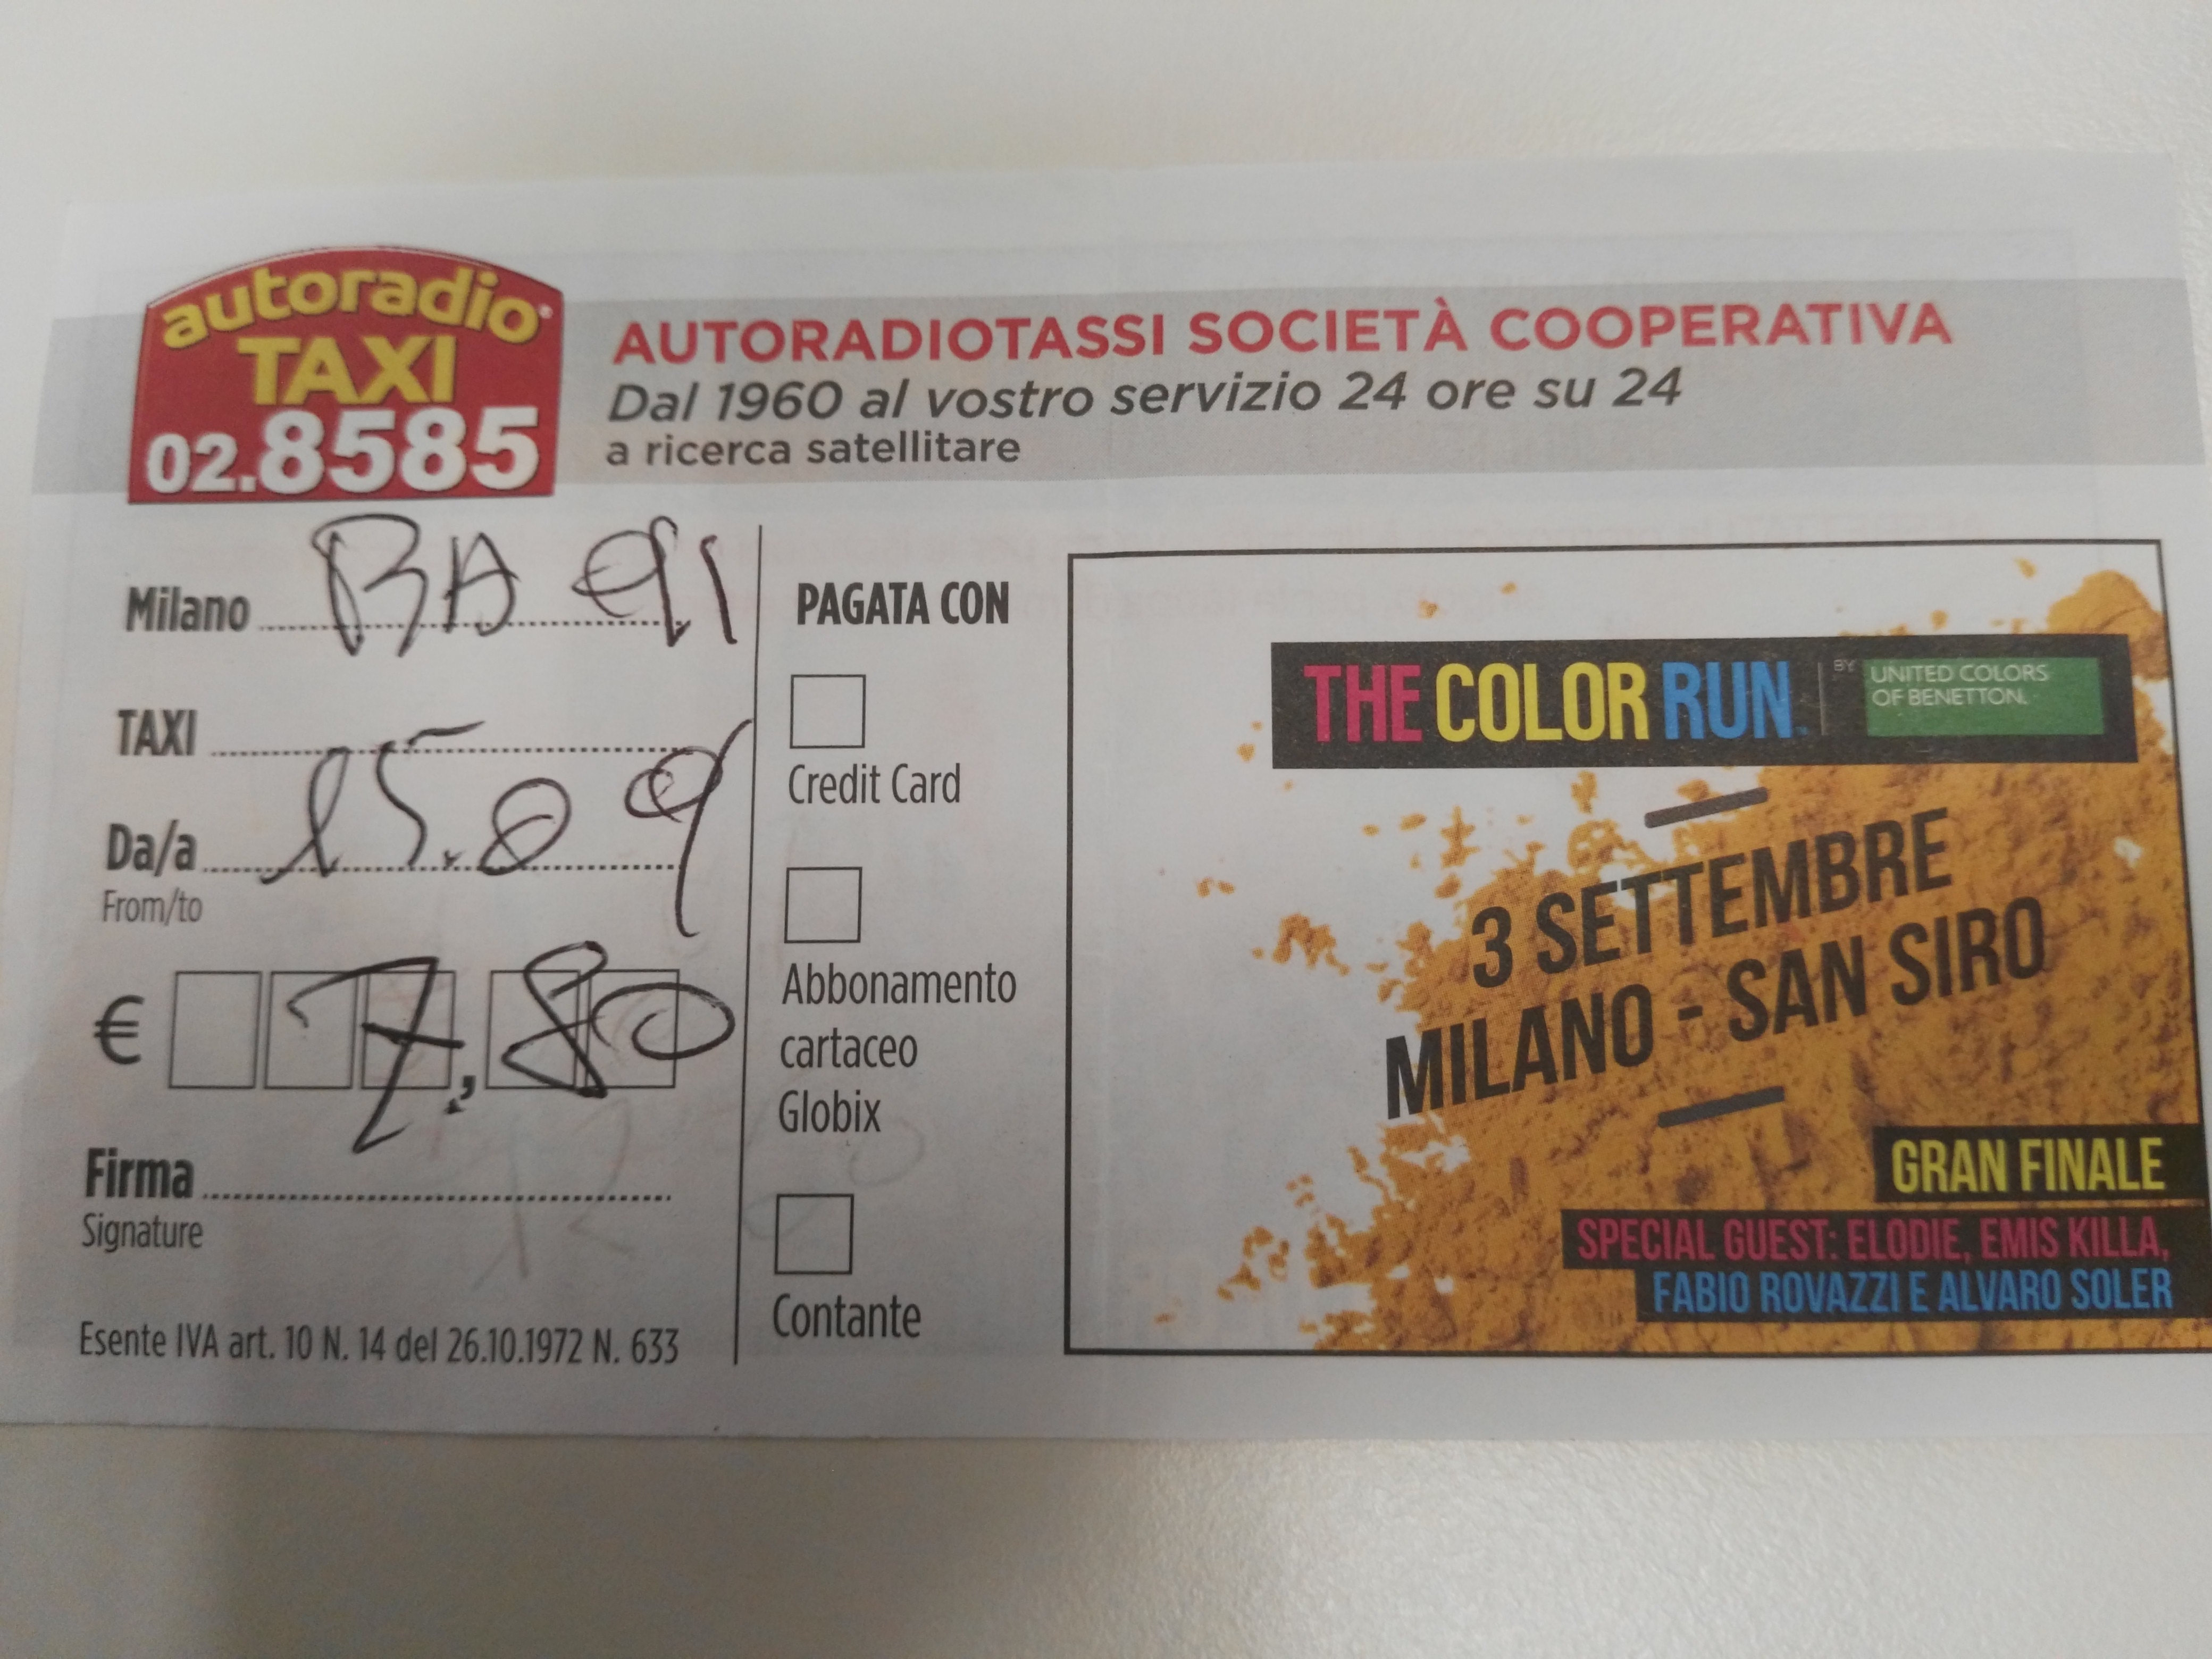 autoradio
TAXI
02.8585
AUTORADIOTASSI SOCIETÀ COOPERATIVA
Dal 1960 al vostro servizio 24 ore su 24
a ricerca satellitare
Milano BA 91
TAXI
Da/a 15.09
From/to
€ 7,80
Firma
Signature
Esente IVA art. 10 N. 14 del 26.10.1972 N. 633
PAGATA CON
Credit Card
Abbonamento
cartaceo
Globix
Contante
THE COLOR RUN BY UNITED COLORS
OF BENETTON.
3 SETTEMBRE
MILANO - SAN SIRO
GRAN FINALE
SPECIAL GUEST: ELODIE, EMIS KILLA,
FABIO ROVAZZI E ALVARO SOLER